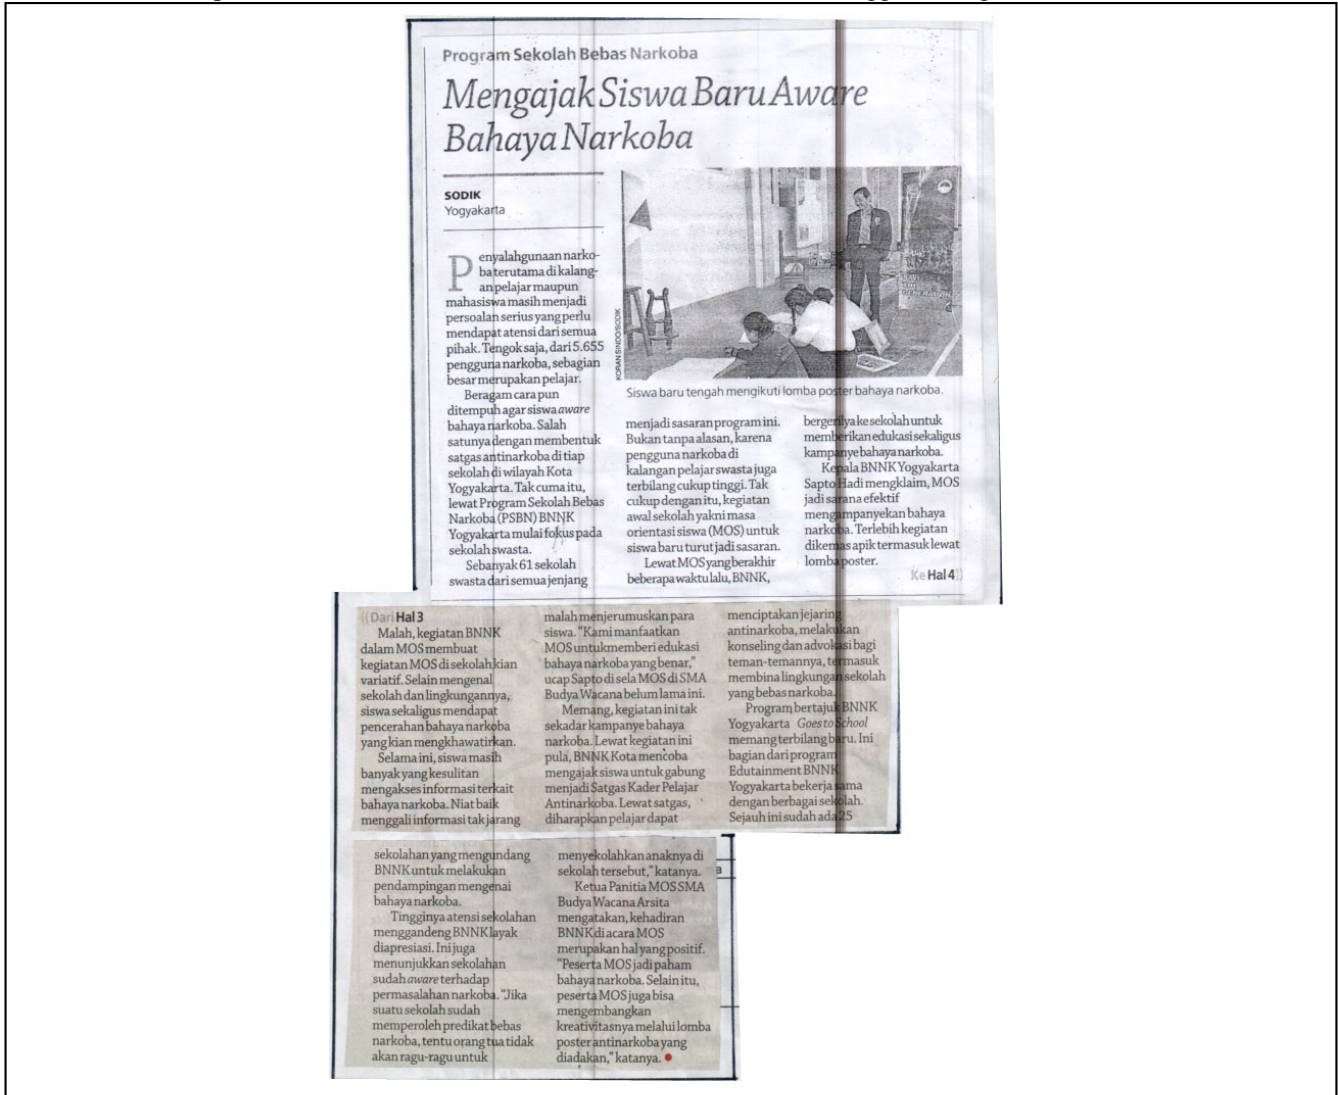 Program Sekolah Bebas Narkoba
Mengajak Siswa Baru Aware
Bahaya Narkoba
SODIK
Yogyakarta
Penyalahgunaan narko-
ba terutama di kalang-
an pelajar maupun
mahasiswa masih menjadi
persoalan serius yang perlu
mendapat atensi dari semua
pihak. Tengok saja, dari 5.655
pengguna narkoba, sebagian
besar merupakan pelajar.
Beragam cara pun
ditempuh agar siswa aware
bahaya narkoba. Salah
satunya dengan membentuk
satgas antinarkoba di tiap
sekolah di wilayah Kota
Yogyakarta. Tak cuma itu,
lewat Program Sekolah Bebas
Narkoba (PSBN) BNNK
Yogyakarta mulai fokus pada
sekolah swasta.
Sebanyak 61 sekolah
swasta dari semua jenjang
KORAN SINDO/SODIK
Siswa baru tengah mengikuti lomba poster bahaya narkoba.
menjadi sasaran program ini.
Bukan tanpa alasan, karena
pengguna narkoba di
kalangan pelajar swasta juga
terbilang cukup tinggi. Tak
cukup dengan itu, kegiatan
awal sekolah yakni masa
orientasi siswa (MOS) untuk
siswa baru turut jadi sasaran.
Lewat MOS yang berakhir
beberapa waktu lalu, BNNK,
bergerilya ke sekolah untuk
memberikan edukasi sekaligus
kampanye bahaya narkoba.
Kepala BNNK Yogyakarta
Sapto Hadi mengklaim, MOS
jadi sarana efektif
mengampanyekan bahaya
narkoba. Terlebih kegiatan
dikemas apik termasuk lewat
lomba poster.
Ke Hal 4))
((Dari Hal 3
Malah, kegiatan BNNK
dalam MOS membuat
kegiatan MOS di sekolah kian
variatif. Selain mengenal
sekolah dan lingkungannya,
siswa sekaligus mendapat
pencerahan bahaya narkoba
yang kian mengkhawatirkan.
Selama ini, siswa masih
banyak yang kesulitan
mengakses informasi terkait
bahaya narkoba. Niat baik
menggali informasi tak jarang
malah menjerumuskan para
siswa. "Kami manfaatkan
MOS untukmemberi edukasi
bahaya narkoba yang benar,"
ucap Sapto di sela MOS di SMA
Budya Wacana belum lama ini.
Memang, kegiatan ini tak
sekadar kampanye bahaya
narkoba. Lewat kegiatan ini
pula, BNNK Kota mencoba
mengajak siswa untuk gabung
menjadi Satgas Kader Pelajar
Antinarkoba. Lewat satgas,
diharapkan pelajar dapat
menciptakan jejaring
antinarkoba, melakukan
konseling dan advokasi bagi
teman-temannya, termasuk
membina lingkungan sekolah
yang bebas narkoba.
Program bertajuk BNNK
Yogyakarta Goes to School
memang terbilang baru. Ini
bagian dari program
Edutainment BNNK
Yogyakarta bekerja sama
dengan berbagai sekolah.
Sejauh ini sudah ada 25
sekolahan yang mengundang
BNNK untuk melakukan
pendampingan mengenai
bahaya narkoba.
Tingginya atensi sekolahan
menggandeng BNNK layak
diapresiasi. Ini juga
menunjukkan sekolahan
sudah aware terhadap
permasalahan narkoba. "Jika
suatu sekolah sudah
memperoleh predikat bebas
narkoba, tentu orang tua tidak
akan ragu-ragu untuk
menyekolahkan anaknya di
sekolah tersebut," katanya.
Ketua Panitia MOS SMA
Budya Wacana Arsita
mengatakan, kehadiran
BNNK di acara MOS
merupakan hal yang positif.
"Peserta MOS jadi paham
bahaya narkoba. Selain itu,
peserta MOS juga bisa
mengembangkan
kreativitasnya melalui lomba
poster antinarkoba yang
diadakan," katanya.